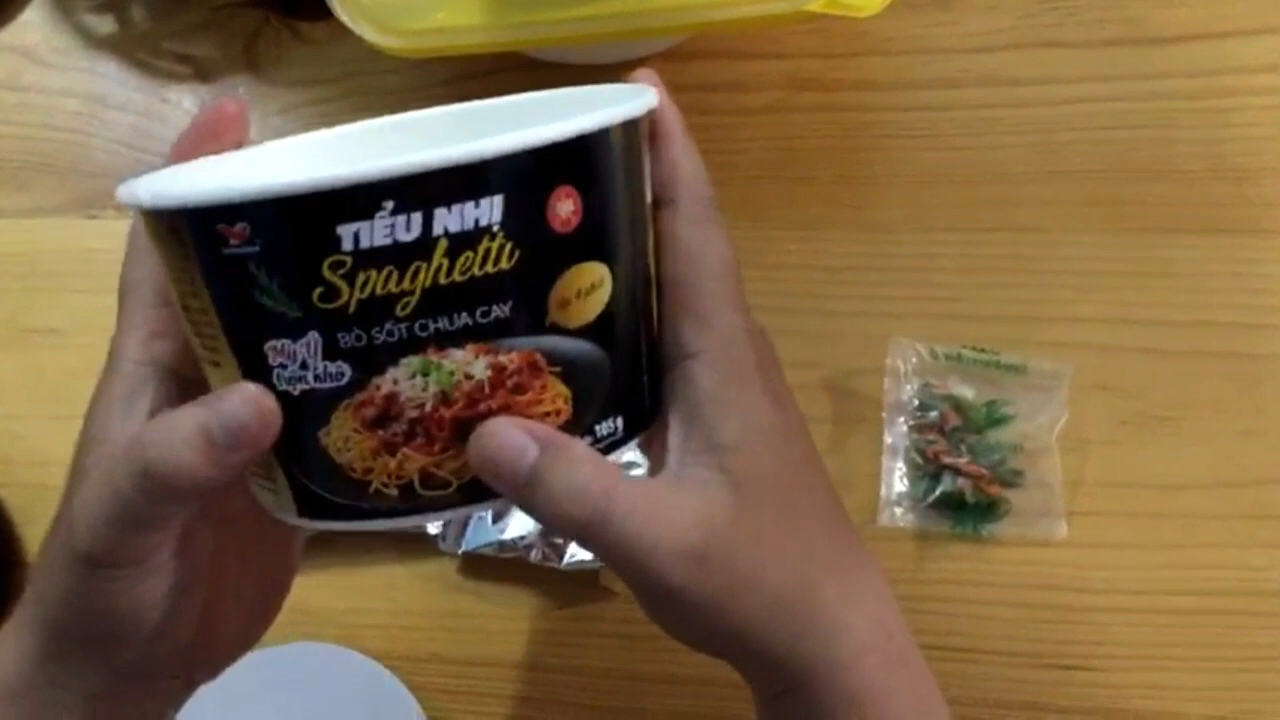 TIỂU NHỊ
Spaghetti
BÒ SỐT CHUA CAY
Mỳ Ý
trộn khô
105g